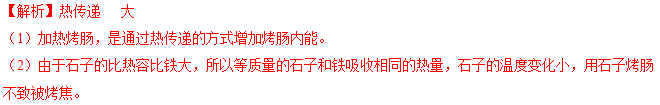 【解析】热传递 大
（1）加热烤肠，是通过热传递的方式增加烤肠内能。
（2）由于石子的比热容比铁大，所以等质量的石子和铁吸收相同的热量，石子的温度变化小，用石子烤肠
不致被烤焦。